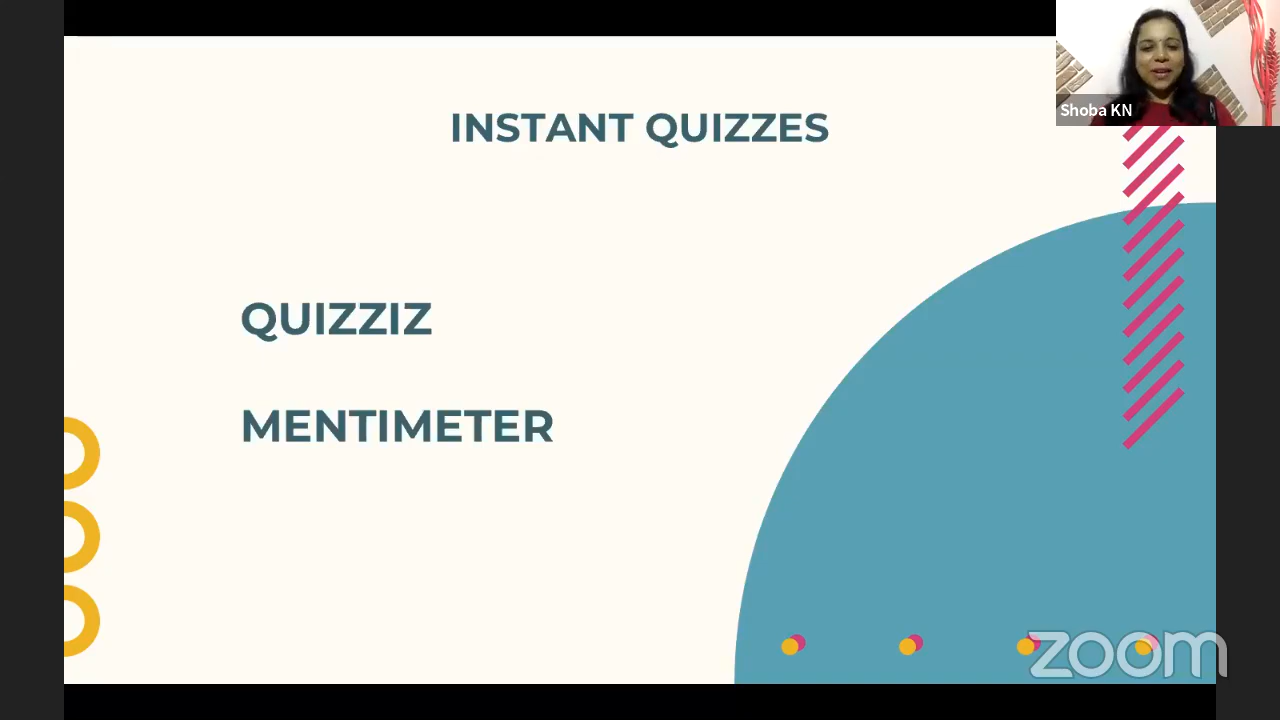 INSTANT QUIZZES
Shoba KN
QUIZZIZ
MENTIMETER
zoom